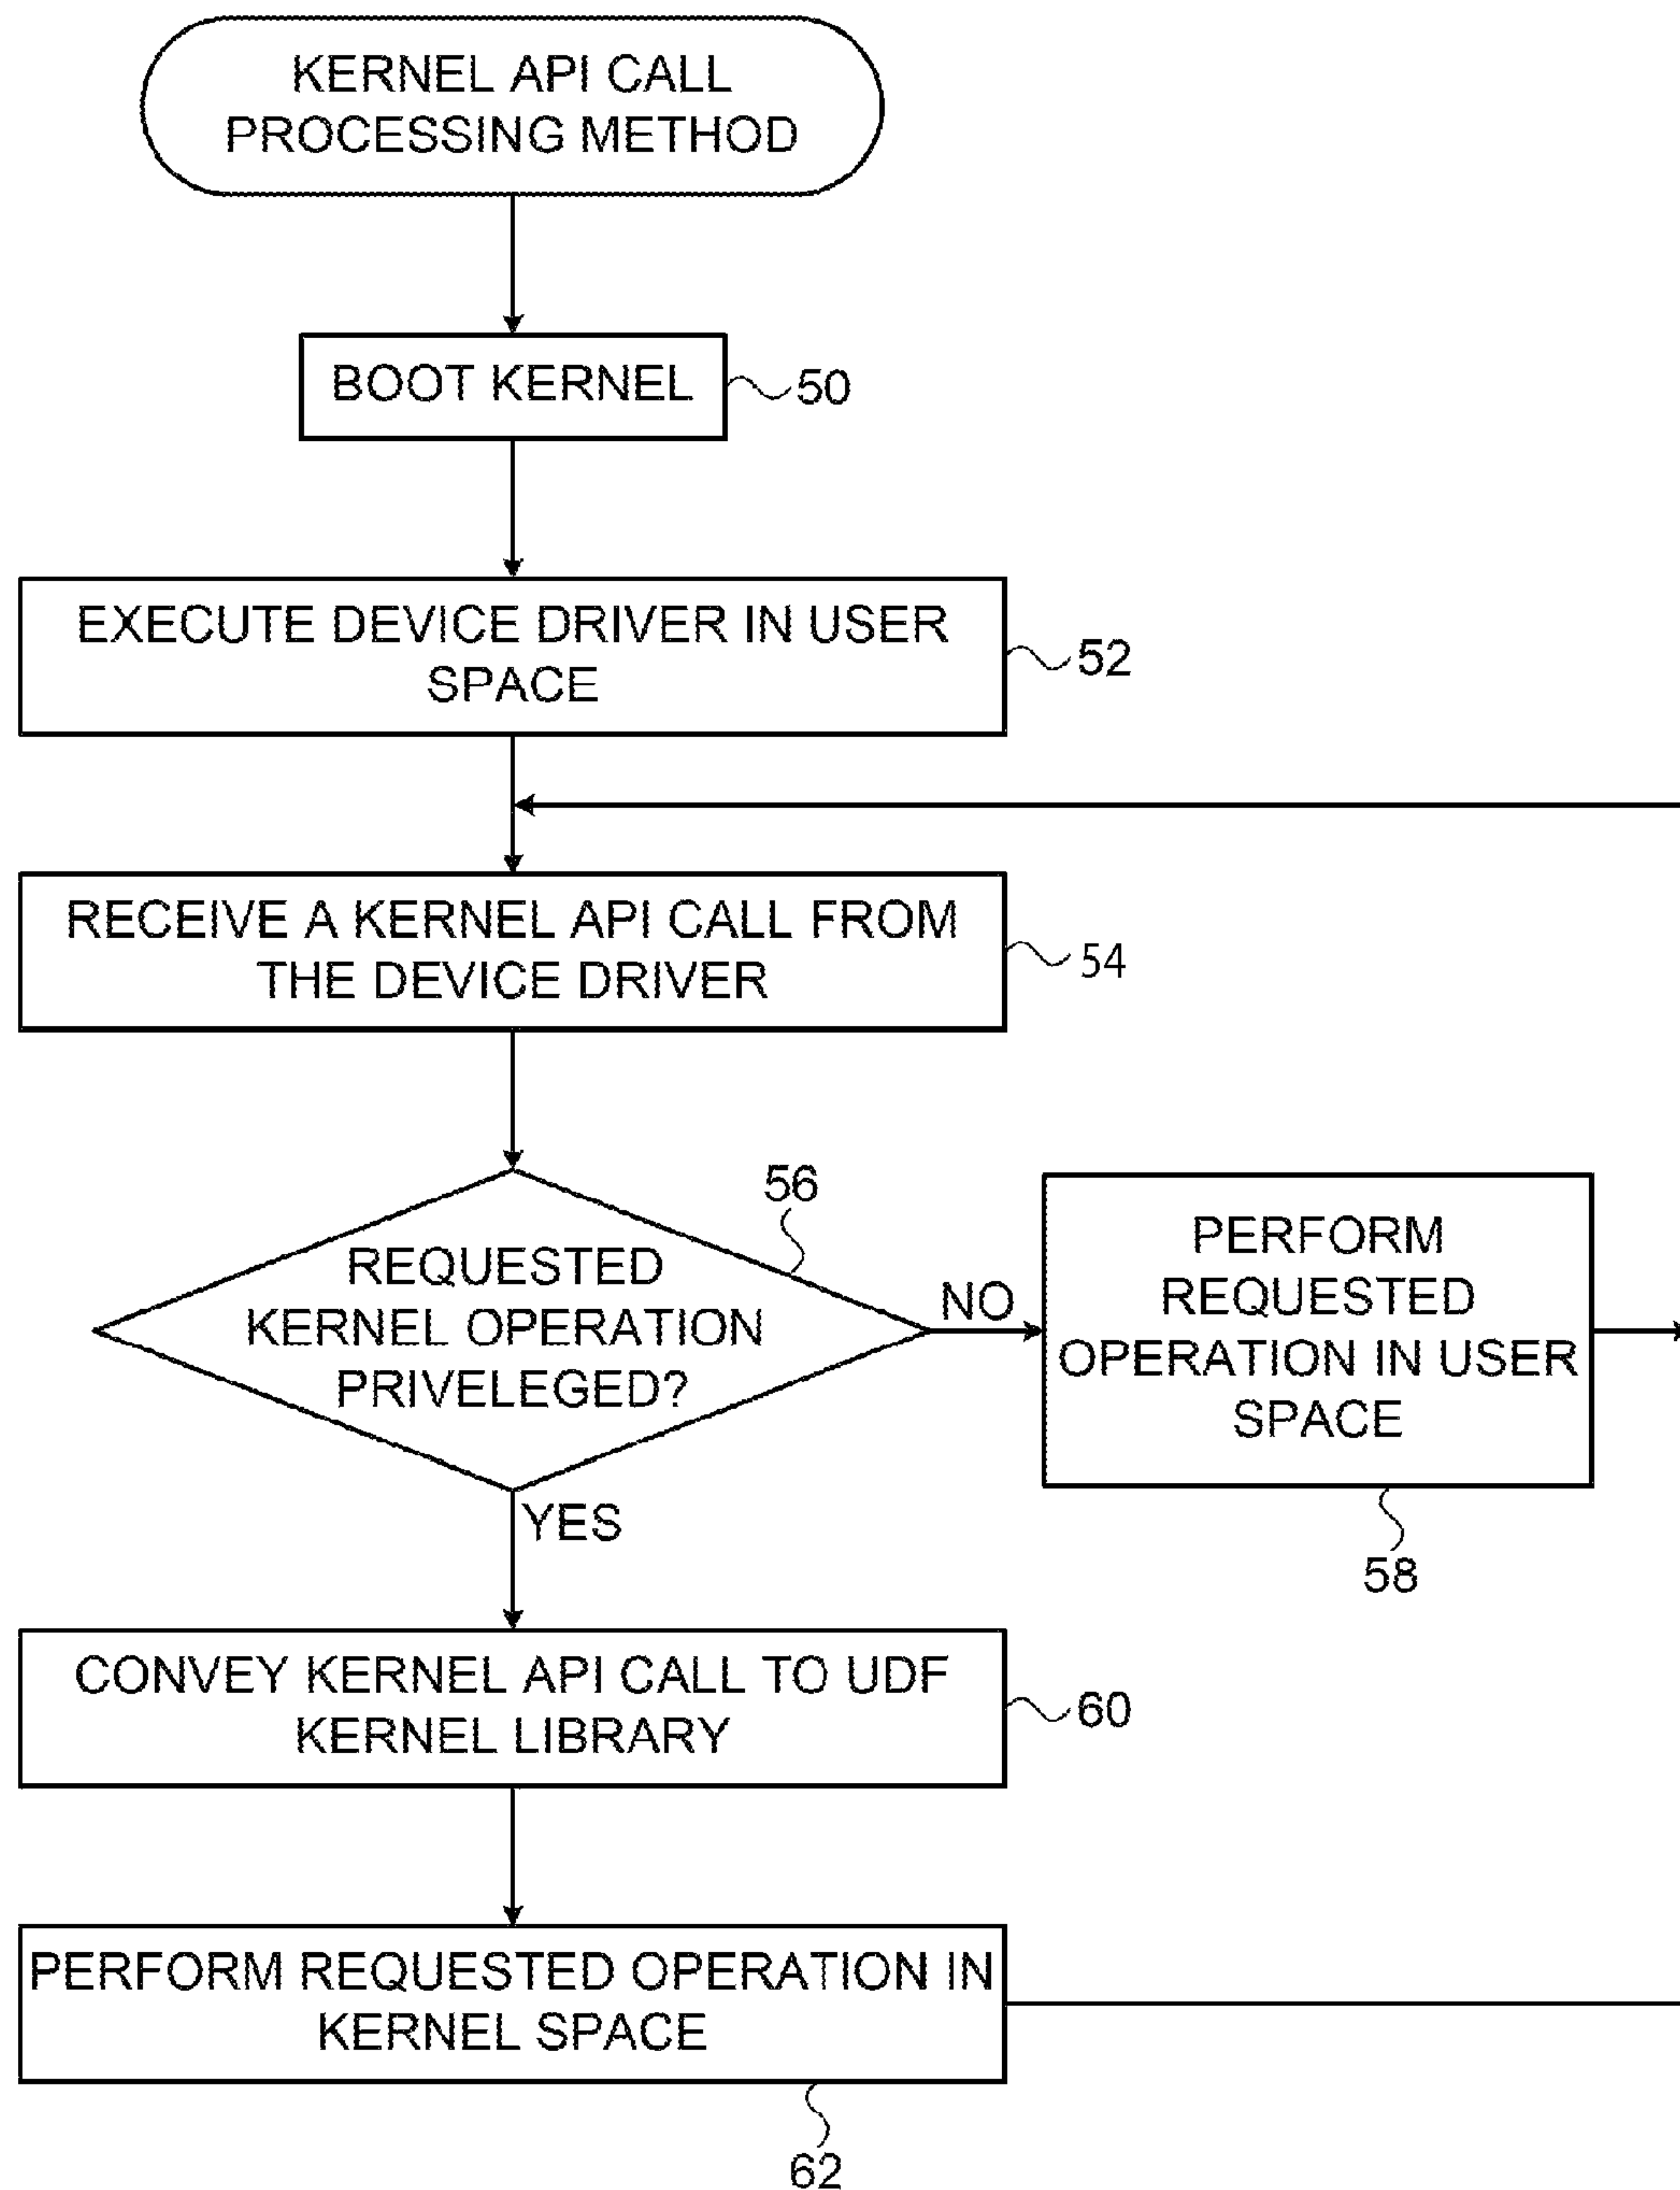 KERNEL API CALL
PROCESSING METHOD
BOOT KERNEL
50
EXECUTE DEVICE DRIVER IN USER
SPACE
52
RECEIVE A KERNEL API CALL FROM
THE DEVICE DRIVER
54
56
REQUESTED
KERNEL OPERATION
PRIVELEGED?
NO
PERFORM
REQUESTED
OPERATION IN USER
SPACE
58
YES
CONVEY KERNEL API CALL TO UDF
KERNEL LIBRARY
60
PERFORM REQUESTED OPERATION IN
KERNEL SPACE
62